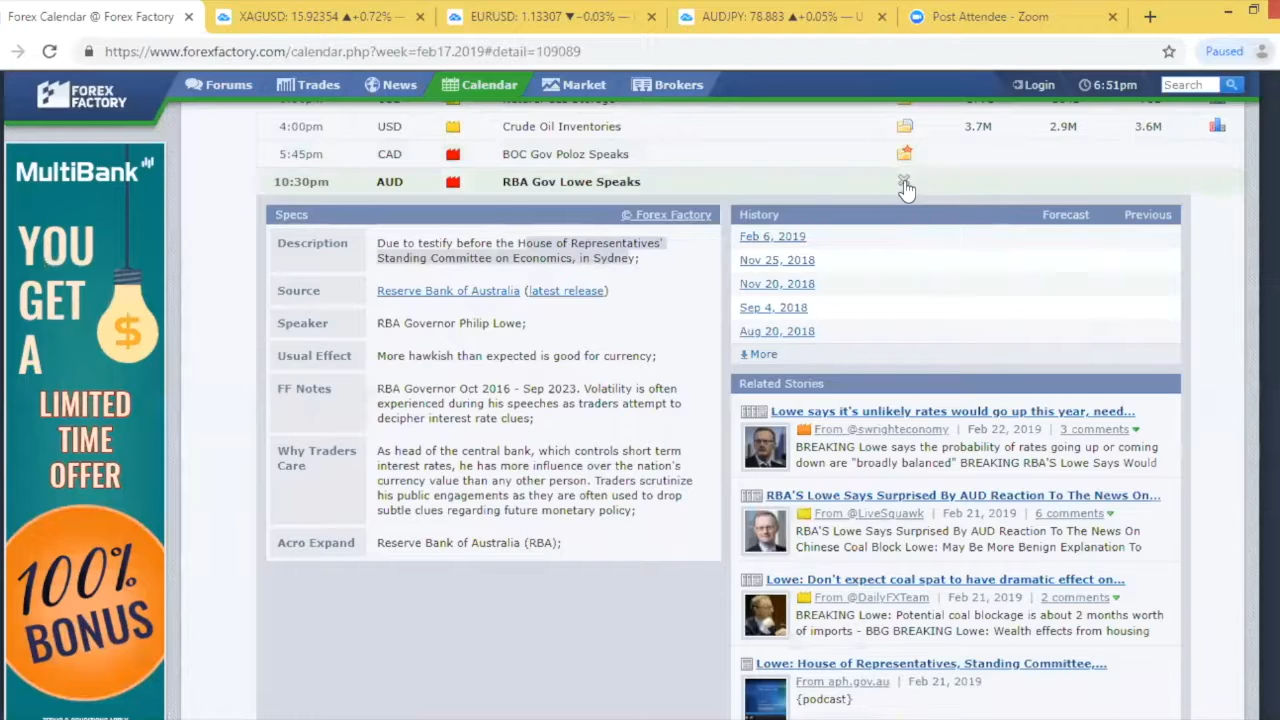 Forex Calendar @ Forex Factory
XAGUSD: 15.92354 ▲+0.72% —
EURUSD: 1.13307 ▼−0.03% —
AUDJPY: 78.883 ▲+0.05% — U
Post Attendee - Zoom
https://www.forexfactory.com/calendar.php?week=feb17.2019#detail=109089
Paused
FOREX FACTORY
Forums
Trades
News
Calendar
Market
Brokers
Login
6:51pm
Search
4:00pm USD Crude Oil Inventories 3.7M 2.9M 3.6M
5:45pm CAD BOC Gov Poloz Speaks
10:30pm AUD RBA Gov Lowe Speaks
MultiBank
YOU
GET
A
$
LIMITED
TIME
OFFER
100%
BONUS
Specs © Forex Factory
Description Due to testify before the House of Representatives'
Standing Committee on Economics, in Sydney;
Source Reserve Bank of Australia (latest release)
Speaker RBA Governor Philip Lowe;
Usual Effect More hawkish than expected is good for currency;
FF Notes RBA Governor Oct 2016 - Sep 2023. Volatility is often
experienced during his speeches as traders attempt to
decipher interest rate clues;
Why Traders Care As head of the central bank, which controls short term
interest rates, he has more influence over the nation's
currency value than any other person. Traders scrutinize
his public engagements as they are often used to drop
subtle clues regarding future monetary policy;
Acro Expand Reserve Bank of Australia (RBA);
History Forecast Previous
Feb 6, 2019
Nov 25, 2018
Nov 20, 2018
Sep 4, 2018
Aug 20, 2018
More
Related Stories
Lowe says it's unlikely rates would go up this year, need...
From @swrighteconomy | Feb 22, 2019 | 3 comments
BREAKING Lowe says the probability of rates going up or coming
down are "broadly balanced" BREAKING RBA'S Lowe Says Would
RBA'S Lowe Says Surprised By AUD Reaction To The News On...
From @LiveSquawk | Feb 21, 2019 | 6 comments
RBA'S Lowe Says Surprised By AUD Reaction To The News On
Chinese Coal Block Lowe: May Be More Benign Explanation To
Lowe: Don't expect coal spat to have dramatic effect on...
From @DailyFXTeam | Feb 21, 2019 | 2 comments
BREAKING Lowe: Potential coal blockage is about 2 months worth
of imports - BBG BREAKING Lowe: Wealth effects from housing
Lowe: House of Representatives, Standing Committee,...
From aph.gov.au | Feb 21, 2019
{podcast}